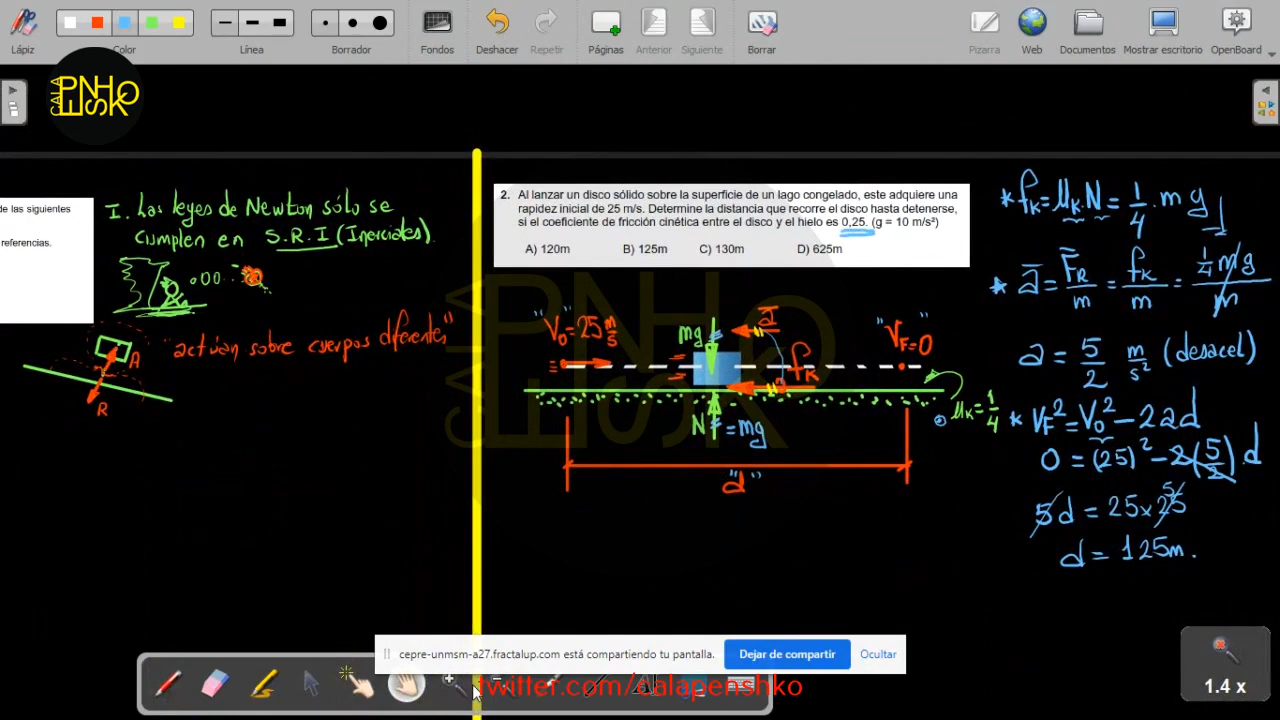 Lápiz
Color
Línea
Borrador
Fondos
Deshacer
Repetir
Páginas
Anterior
Siguiente
Borrar
Pizarra
Web
Documentos
Mostrar escritorio
OpenBoard
CALA
PENSHKO
de las siguientes
referencias.
I. Las leyes de Newton sólo se
cumplen en S.R.I (Inerciales).
"actúan sobre cuerpos diferentes"
A
R
2. Al lanzar un disco sólido sobre la superficie de un lago congelado, este adquiere una
rapidez inicial de 25 m/s. Determine la distancia que recorre el disco hasta detenerse,
si el coeficiente de fricción cinética entre el disco y el hielo es 0,25. (g = 10 m/s²)
A) 120m B) 125m C) 130m D) 625m
"V₀=25 m/s"
mg
a
fK
"VF=0"
μK=1/4
N = mg
"d"
* fK=μK.N = 1/4.mg
* a = FR/m = fK/m = 1/4 mg/m
a = 5/2 m/s² (desacel)
* VF² = V₀² − 2ad
0 = (25)² − 2(5/2).d
5d = 25x25 5
d = 125m.
cepre-unmsm-a27.fractalup.com está compartiendo tu pantalla.
Dejar de compartir
Ocultar
twitter.com/calapenshko
1.4 x